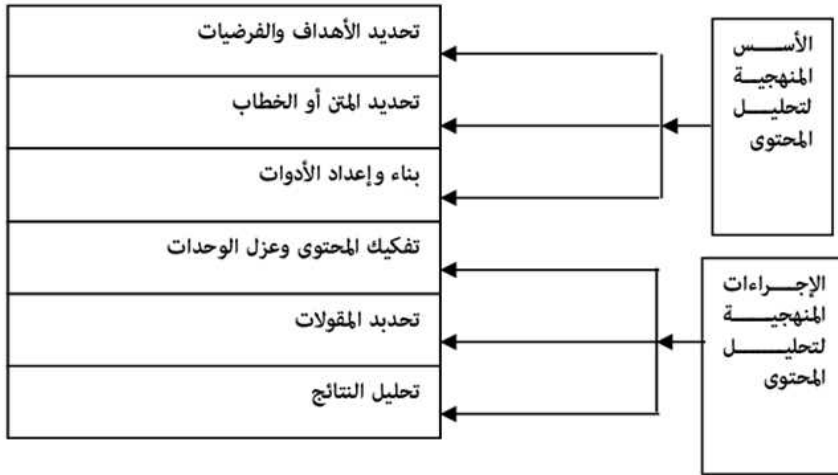 الأسس
المنهجية
لتحليل
المحتوى
تحديد الأهداف والفرضيات
تحديد المتن أو الخطاب
بناء وإعداد الأدوات
الإجراءات
المنهجية
لتحليل
المحتوى
تفكيك المحتوى وعزل الوحدات
تحدبد المقولات
تحليل النتائج